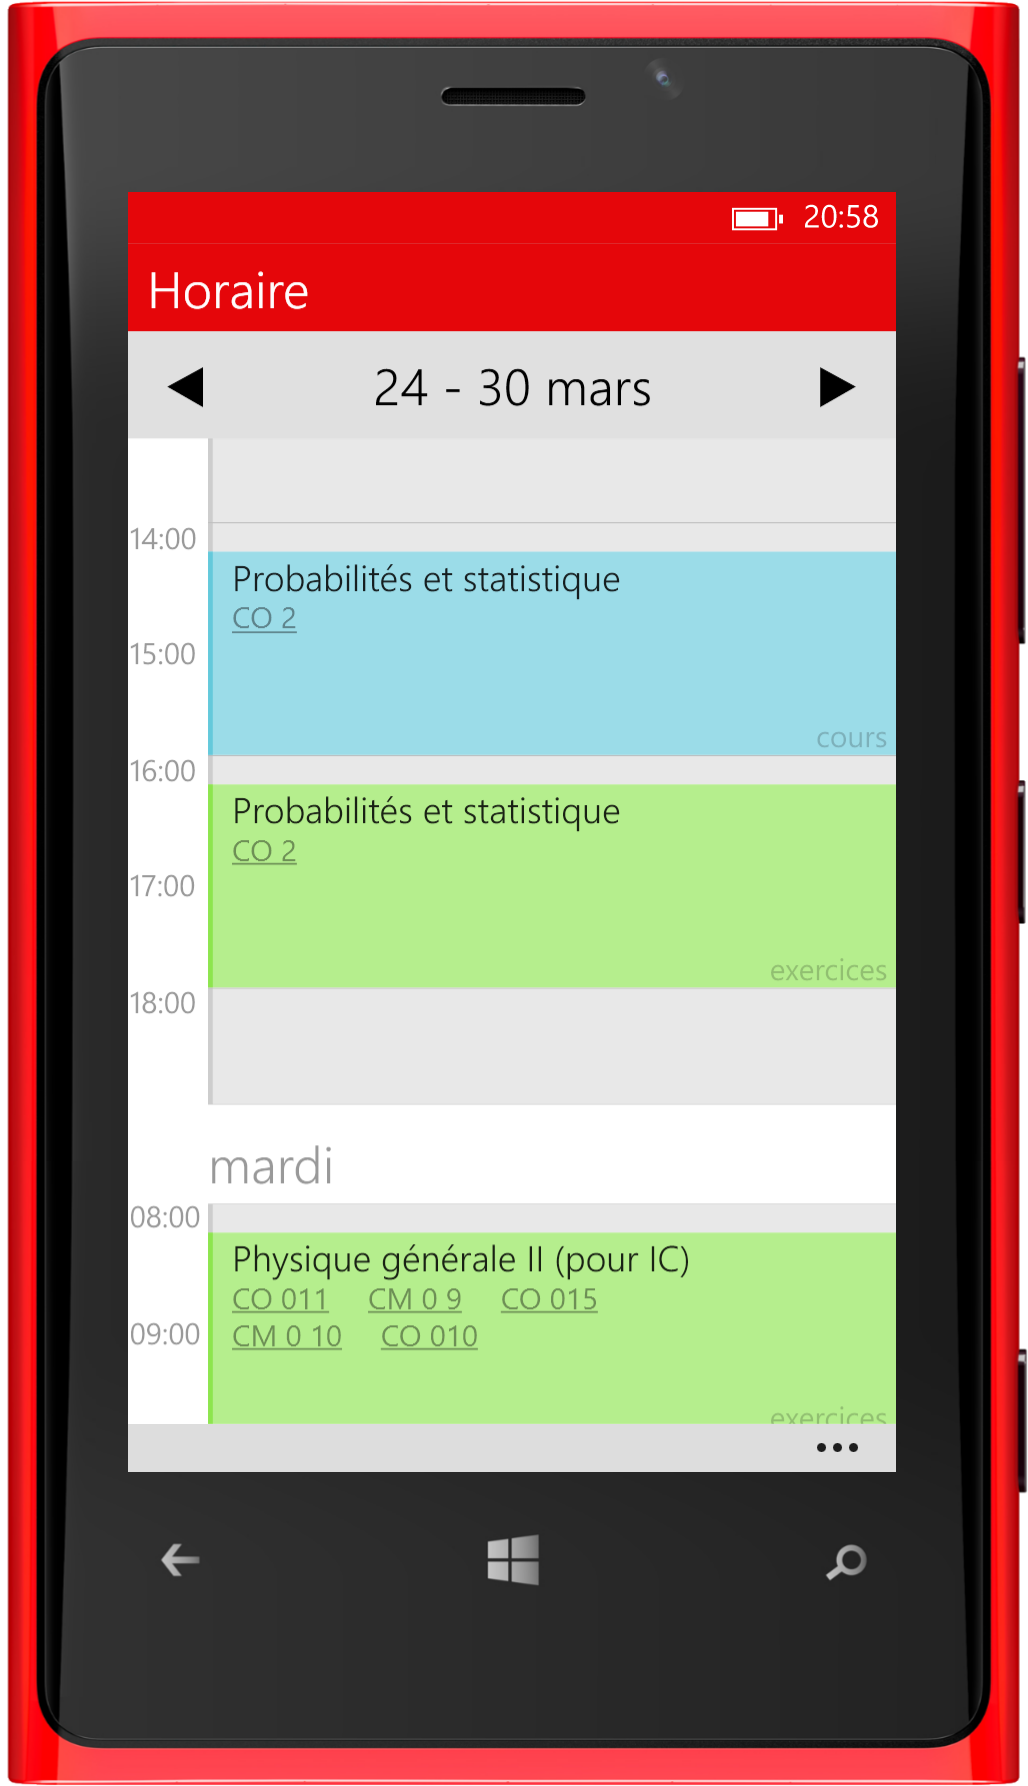 20:58
Horaire
24 - 30 mars
14:00
Probabilités et statistique
CO 2
15:00
cours
16:00
Probabilités et statistique
CO 2
17:00
exercices
18:00
mardi
08:00
Physique générale II (pour IC)
CO 011 CM 0 9 CO 015
09:00
CM 0 10 CO 010
exercices